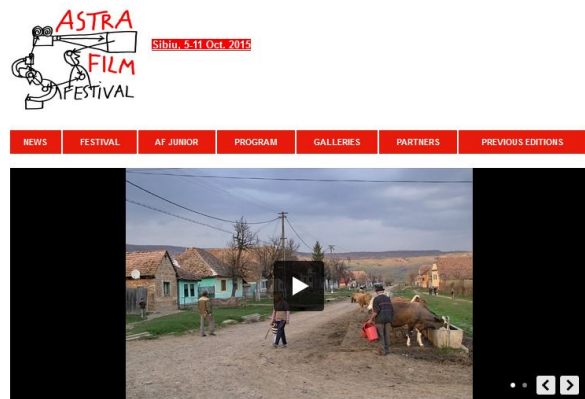 ASTRA
FILM
FESTIVAL
Sibiu, 5-11 Oct. 2015
NEWS FESTIVAL AF JUNIOR PROGRAM GALLERIES PARTNERS PREVIOUS EDITIONS